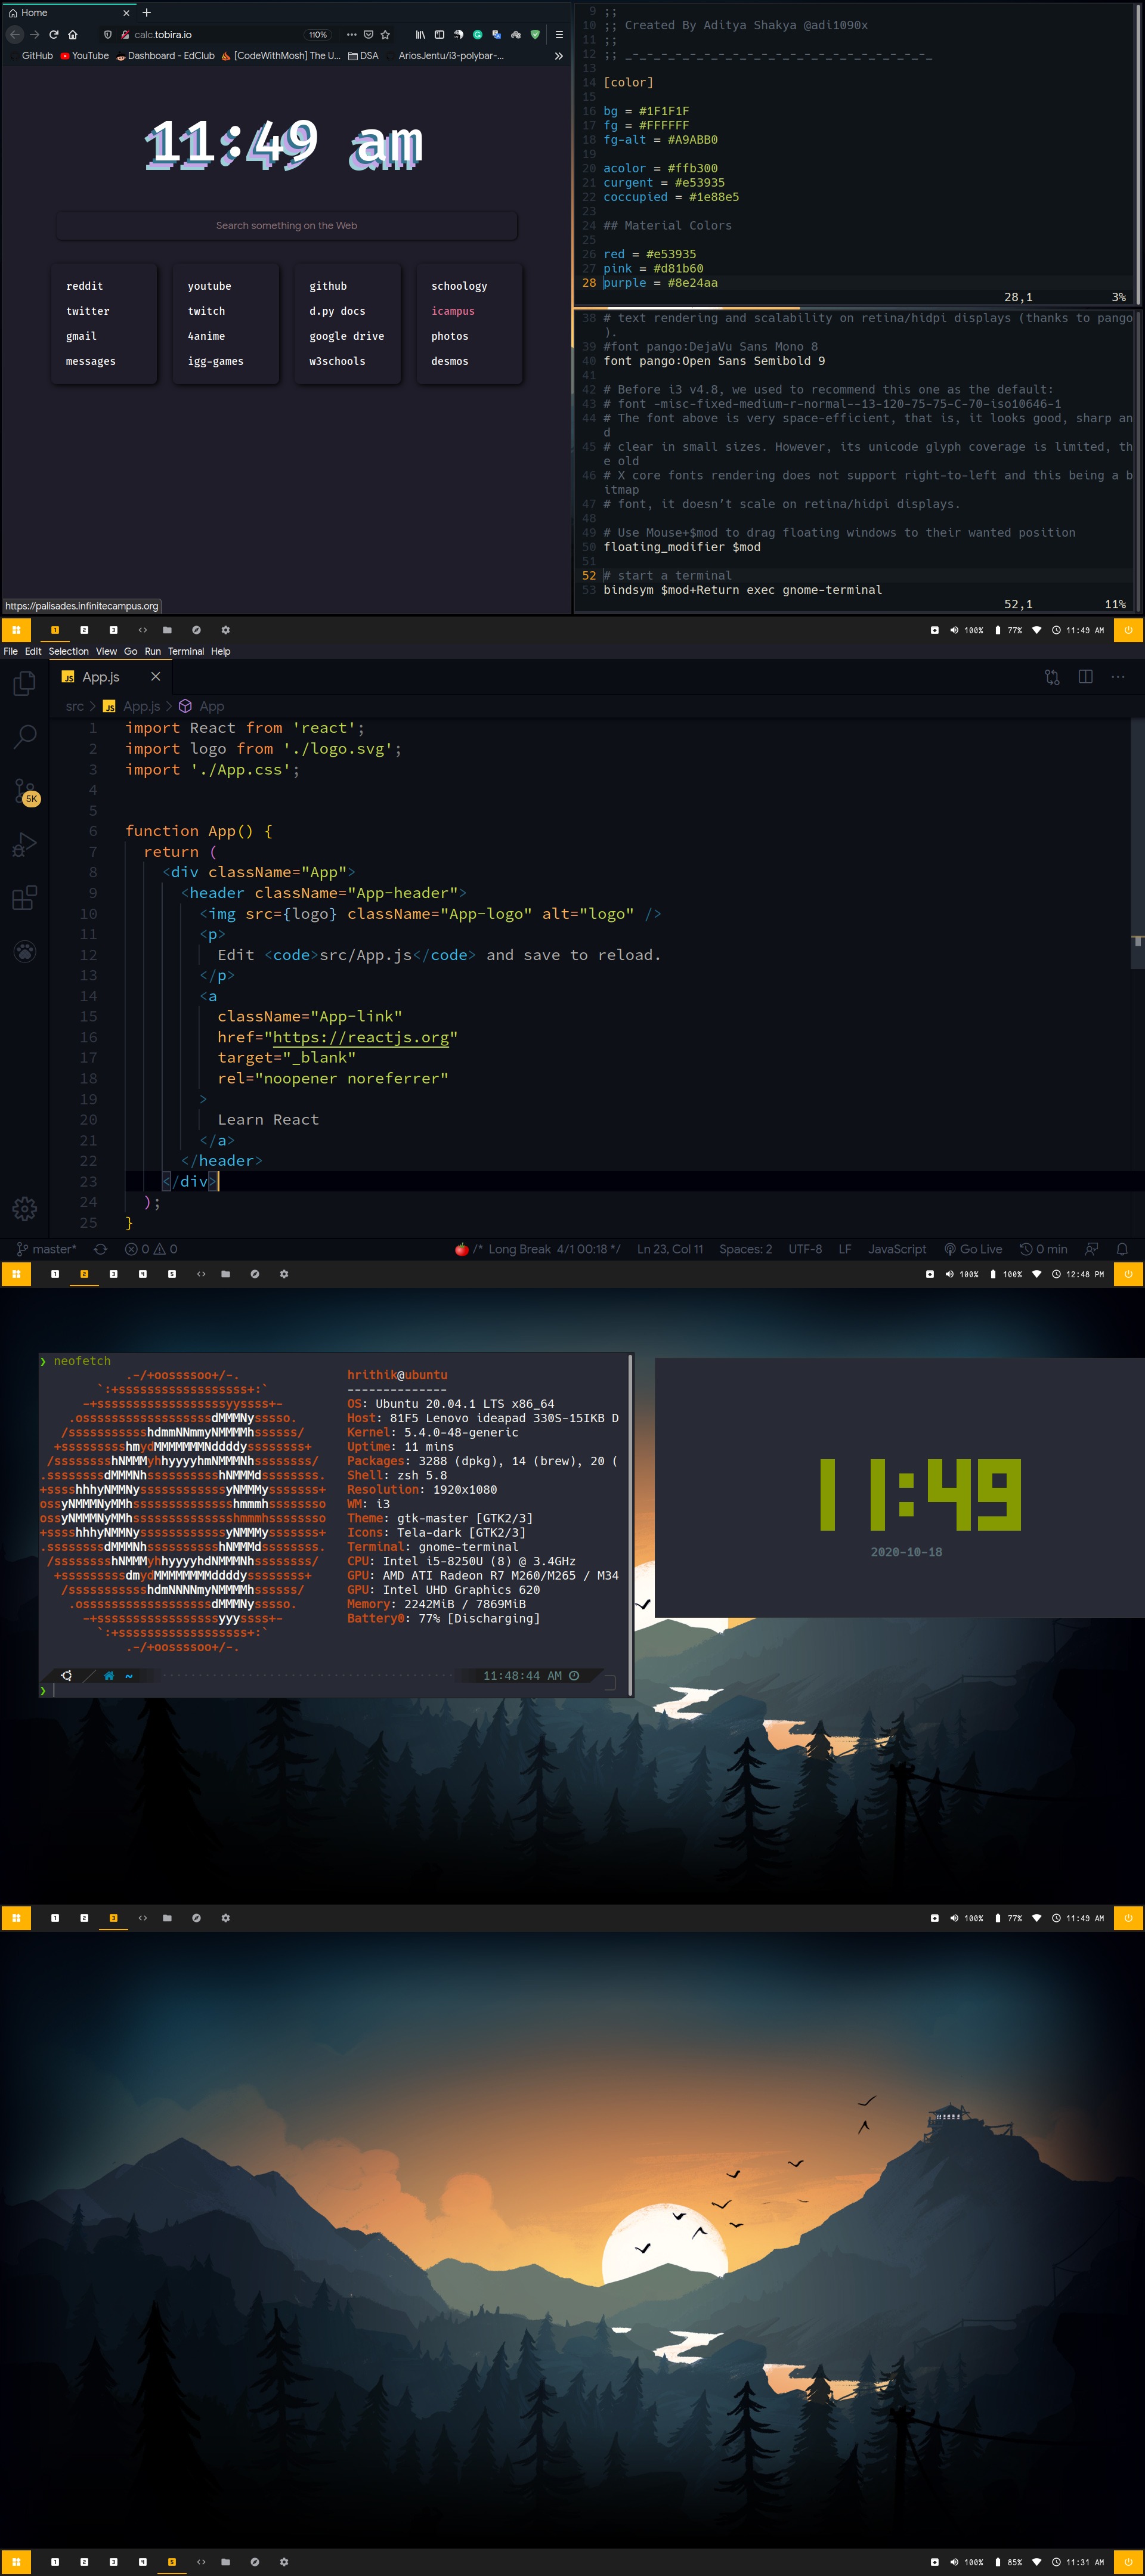 Home
calc.tobira.io
110%
GitHub YouTube Dashboard - EdClub [CodeWithMosh] The U... DSA AriosJentu/i3-polybar-...
11:49 am
Search something on the Web
reddit
twitter
gmail
messages
youtube
twitch
4anime
igg-games
github
d.py docs
google drive
w3schools
schoology
icampus
photos
desmos
https://palisades.infinitecampus.org
9 ;;
10 ;; Created By Aditya Shakya @adi1090x
11 ;;
12 ;; _-_-_-_-_-_-_-_-_-_-_-_-_-_-_-_-_-_-_-_-_-_
13
14 [color]
15
16 bg = #1F1F1F
17 fg = #FFFFFF
18 fg-alt = #A9ABB0
19
20 acolor = #ffb300
21 curgent = #e53935
22 coccupied = #1e88e5
23
24 ## Material Colors
25
26 red = #e53935
27 pink = #d81b60
28 purple = #8e24aa
28,1 3%
38 # text rendering and scalability on retina/hidpi displays (thanks to pango
).
39 #font pango:DejaVu Sans Mono 8
40 font pango:Open Sans Semibold 9
41
42 # Before i3 v4.8, we used to recommend this one as the default:
43 # font -misc-fixed-medium-r-normal--13-120-75-75-C-70-iso10646-1
44 # The font above is very space-efficient, that is, it looks good, sharp an
d
45 # clear in small sizes. However, its unicode glyph coverage is limited, th
e old
46 # X core fonts rendering does not support right-to-left and this being a b
itmap
47 # font, it doesn’t scale on retina/hidpi displays.
48
49 # Use Mouse+$mod to drag floating windows to their wanted position
50 floating_modifier $mod
51
52 # start a terminal
53 bindsym $mod+Return exec gnome-terminal
52,1 11%
1 2 3 100% 77% 11:49 AM
File Edit Selection View Go Run Terminal Help
JS App.js
src > JS App.js > App
5K
1 import React from 'react';
2 import logo from './logo.svg';
3 import './App.css';
4
5
6 function App() {
7 return (
8 <div className="App">
9 <header className="App-header">
10 <img src={logo} className="App-logo" alt="logo" />
11 <p>
12 Edit <code>src/App.js</code> and save to reload.
13 </p>
14 <a
15 className="App-link"
16 href="https://reactjs.org"
17 target="_blank"
18 rel="noopener noreferrer"
19 >
20 Learn React
21 </a>
22 </header>
23 </div>
24 );
25 }
master* 0 0 /* Long Break 4/1 00:18 */ Ln 23, Col 11 Spaces: 2 UTF-8 LF JavaScript Go Live 0 min
1 2 3 4 5 100% 100% 12:48 PM
❯ neofetch
hrithik@ubuntu
--------------
OS: Ubuntu 20.04.1 LTS x86_64
Host: 81F5 Lenovo ideapad 330S-15IKB D
Kernel: 5.4.0-48-generic
Uptime: 11 mins
Packages: 3288 (dpkg), 14 (brew), 20 (
Shell: zsh 5.8
Resolution: 1920x1080
WM: i3
Theme: gtk-master [GTK2/3]
Icons: Tela-dark [GTK2/3]
Terminal: gnome-terminal
CPU: Intel i5-8250U (8) @ 3.4GHz
GPU: AMD ATI Radeon R7 M260/M265 / M34
GPU: Intel UHD Graphics 620
Memory: 2242MiB / 7869MiB
Battery0: 77% [Discharging]
~ 11:48:44 AM
❯
11:49
2020-10-18
1 2 3 100% 77% 11:49 AM
1 2 3 4 5 100% 85% 11:31 AM